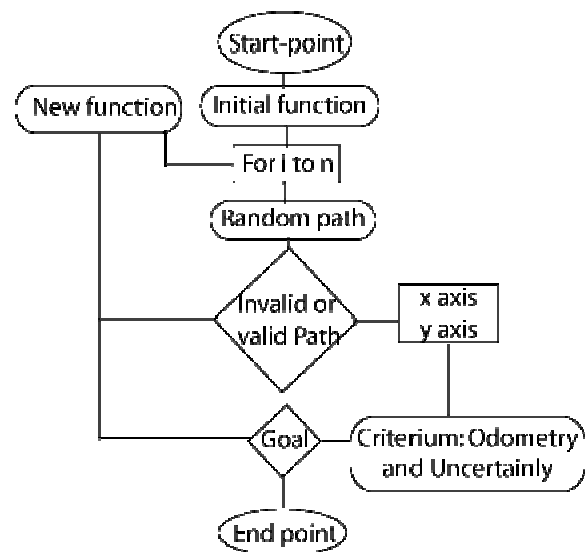 Start-point
New function
Initial function
For i to n
Random path
Invalid or
valid Path
x axis
y axis
Goal
Criterium: Odometry
and Uncertainly
End point